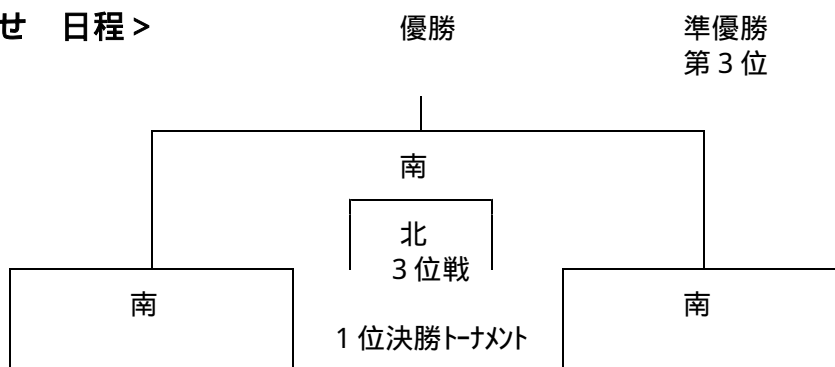 せ 日程>
優勝 準優勝
第3位
南
北
3位戦
南 南
1位決勝ﾄｰﾅﾒﾝﾄ